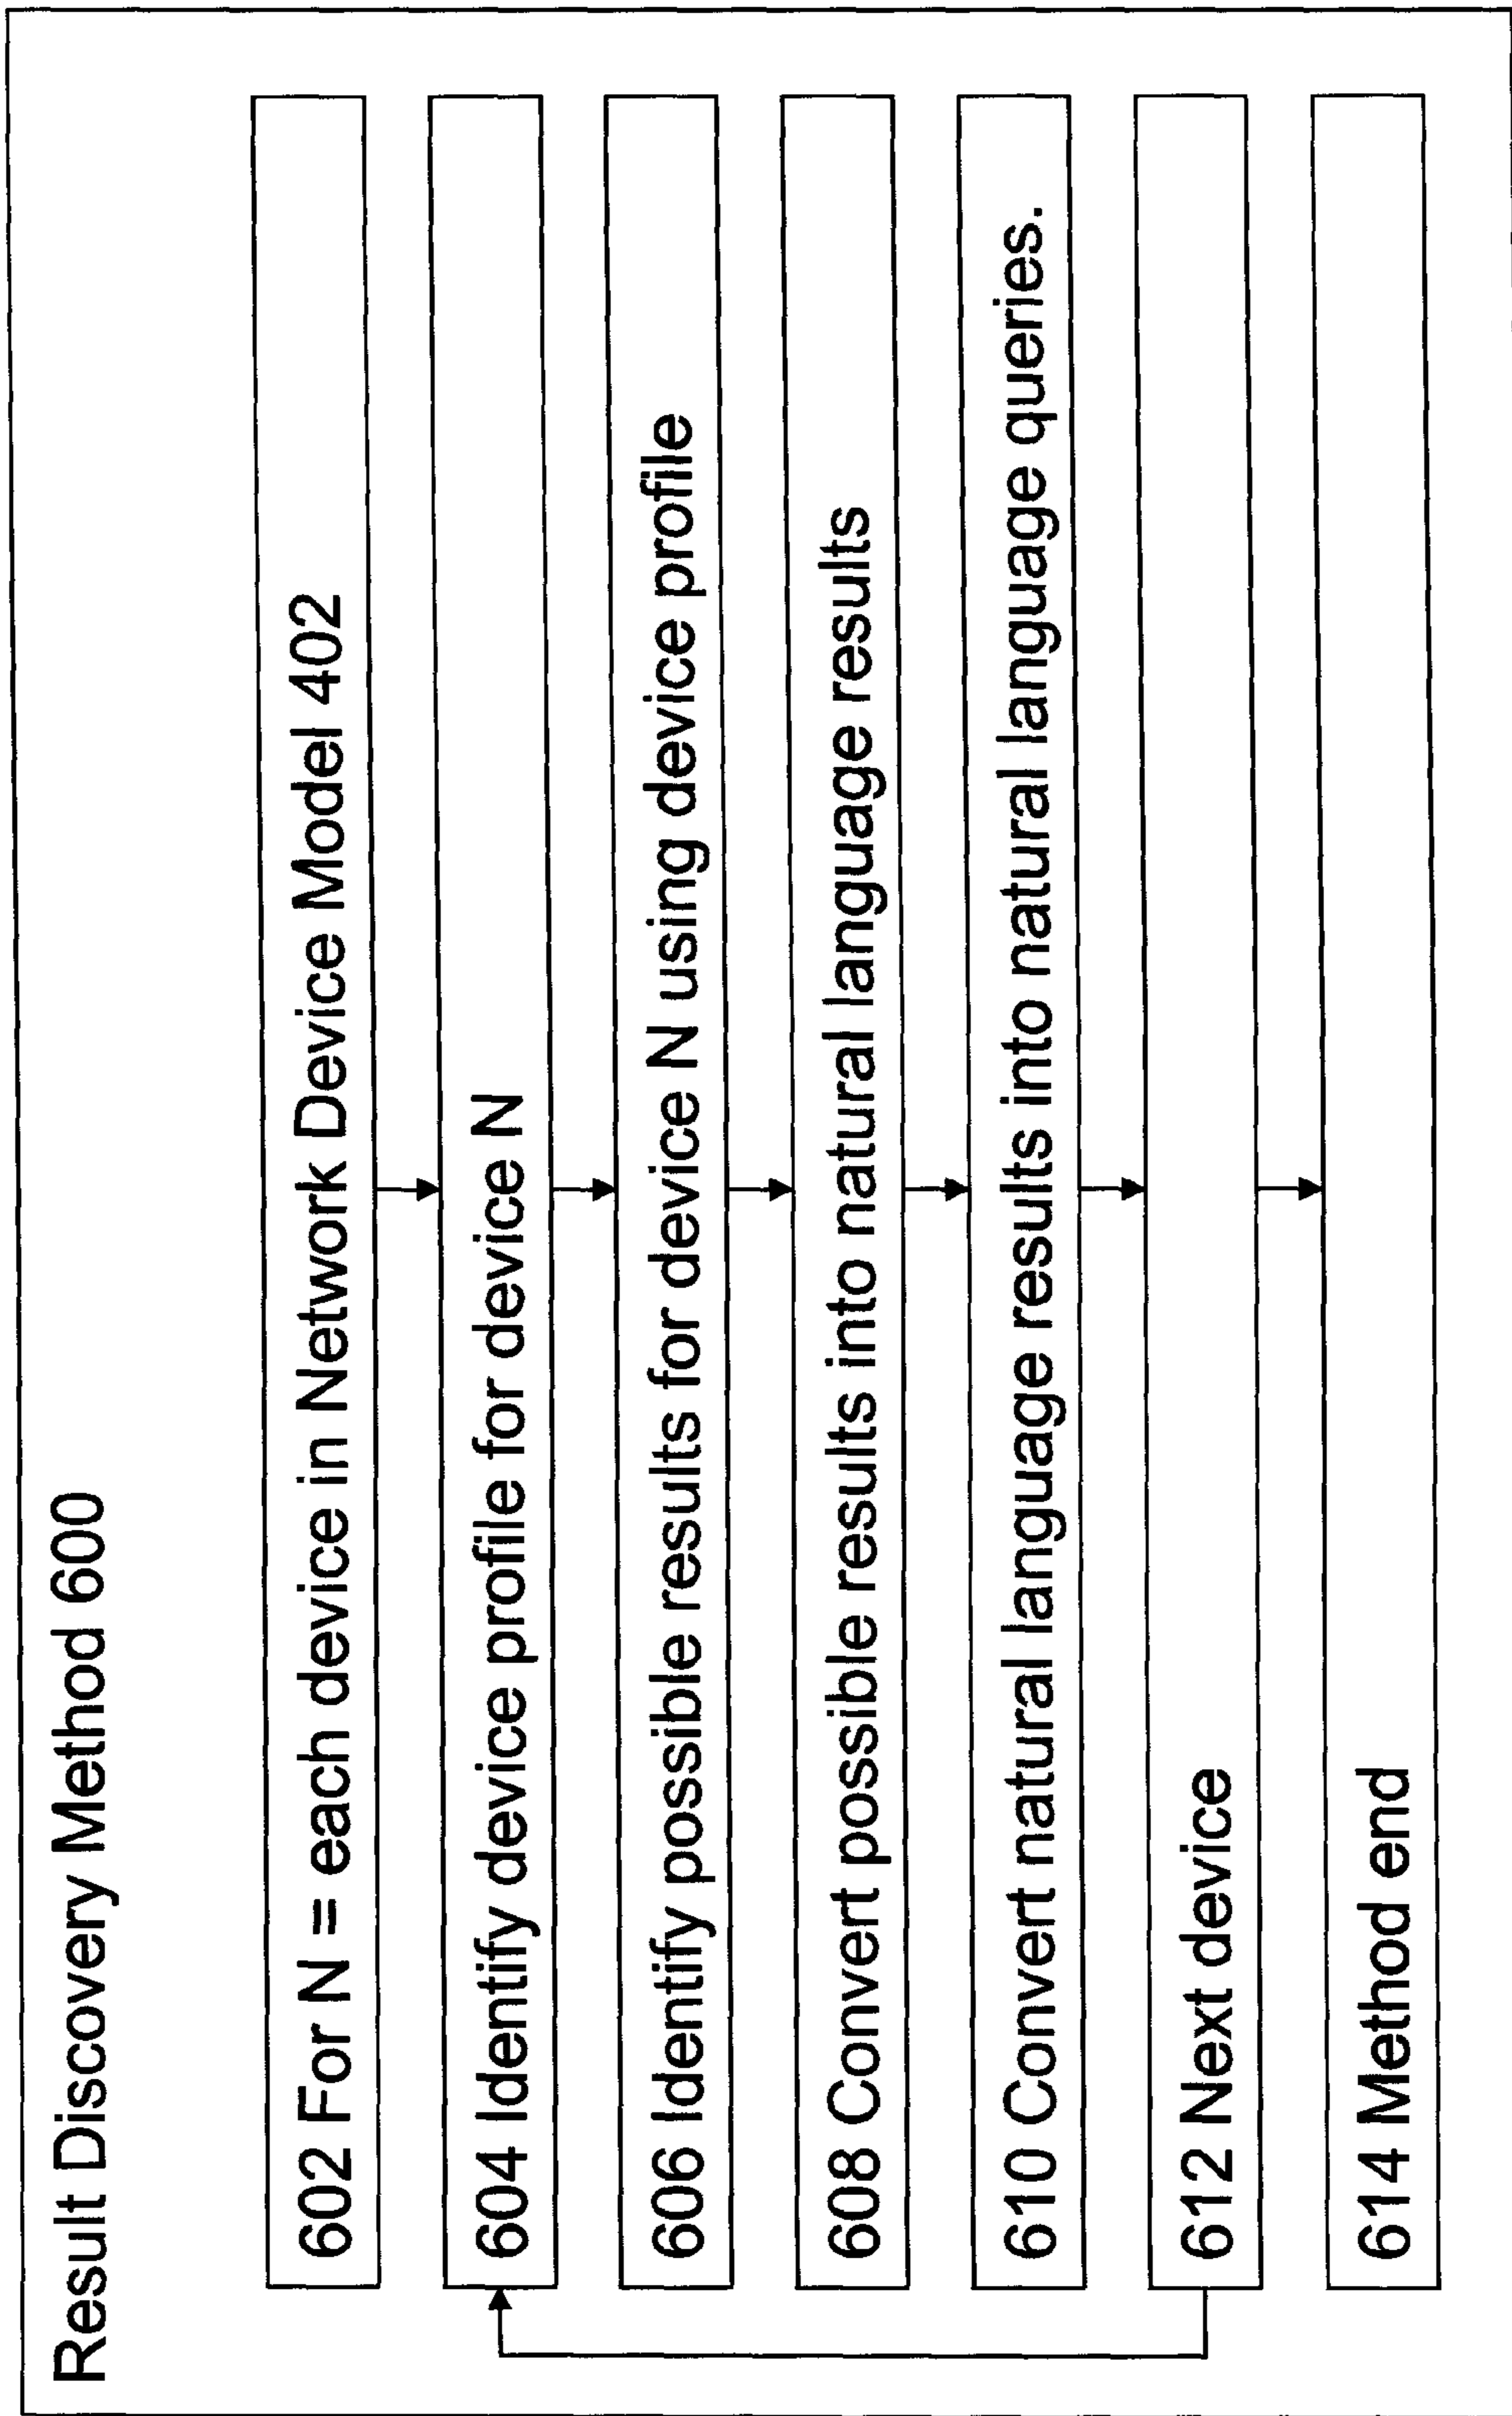 Result Discovery Method 600
602 For N = each device in Network Device Model 402
604 Identify device profile for device N
606 Identify possible results for device N using device profile
608 Convert possible results into natural language results
610 Convert natural language results into natural language queries.
612 Next device
614 Method end